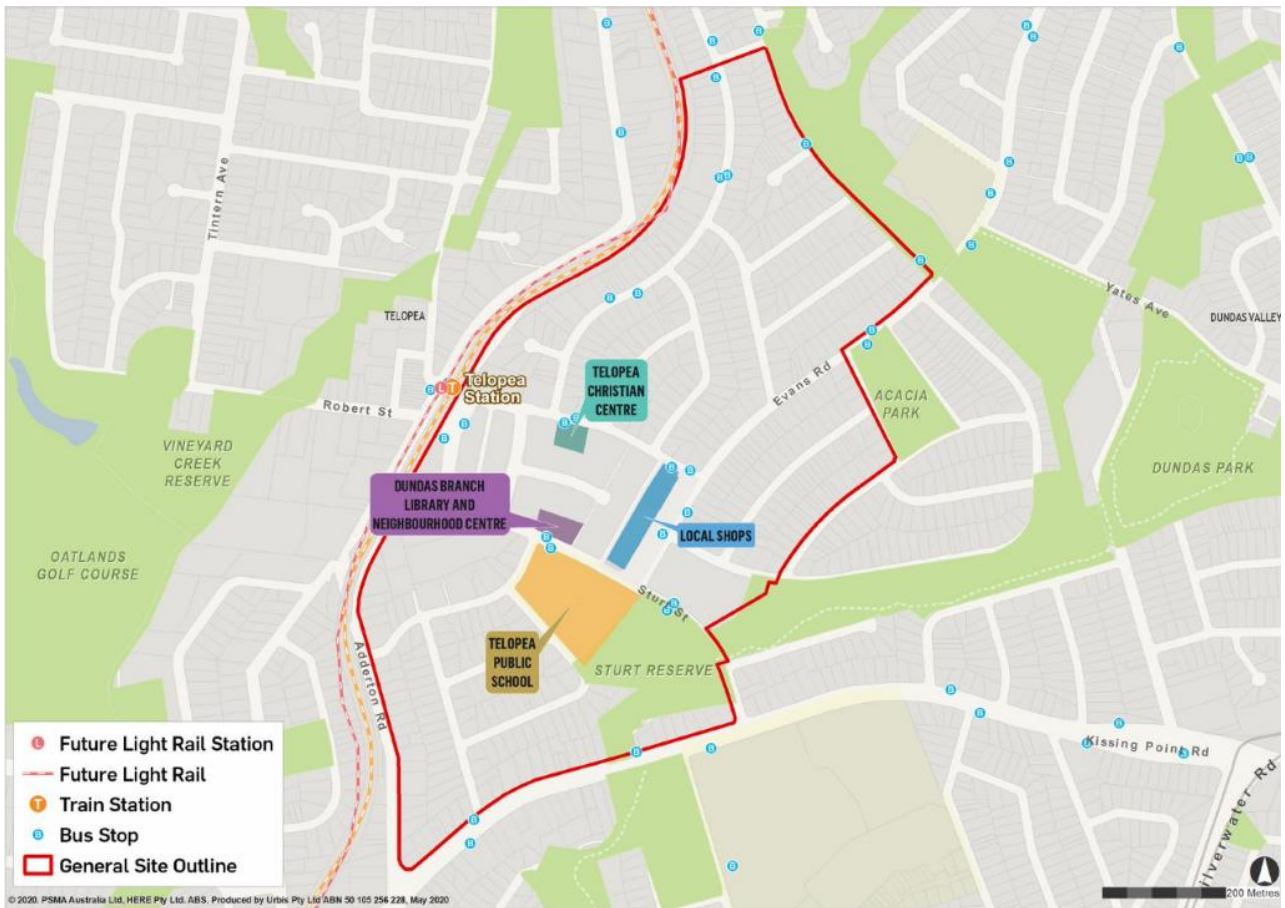 Tintern Ave
TELOPEA
Telopea
Station
Robert St
VINEYARD
CREEK
RESERVE
OATLANDS
GOLF COURSE
TELOPEA
CHRISTIAN
CENTRE
Evans Rd
ACACIA
PARK
Yates Ave
DUNDAS VALLEY
DUNDAS PARK
DUNDAS BRANCH
LIBRARY AND
NEIGHBOURHOOD CENTRE
LOCAL SHOPS
Sturt St
TELOPEA
PUBLIC
SCHOOL
STURT RESERVE
Adderton Rd
Kissing Point Rd
Silverwater Rd
L Future Light Rail Station
Future Light Rail
T Train Station
B Bus Stop
General Site Outline
200 Metres
© 2020. PSMA Australia Ltd, HERE Pty Ltd. ABS. Produced by Urbis Pty Ltd ABN 50 105 256 228, May 2020